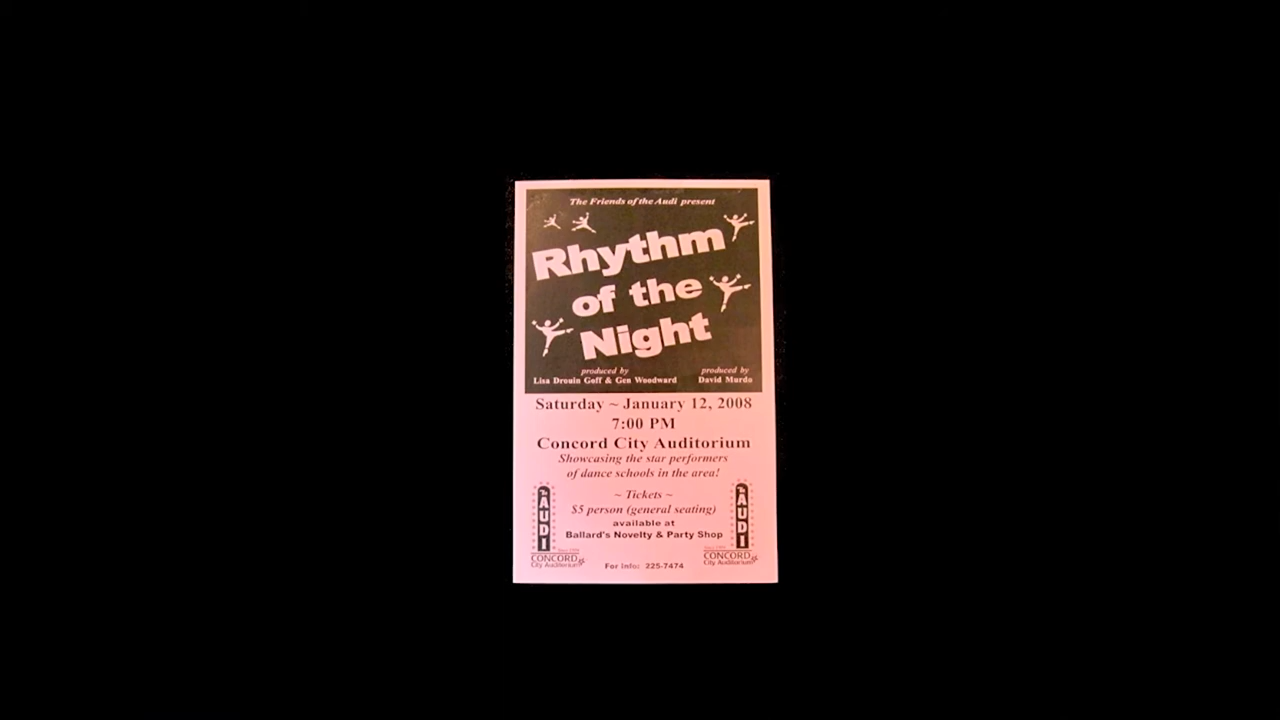 The Friends of the Audi present
Rhythm
of the
Night
produced by
Lisa Drouin Goff & Gen Woodward
produced by
David Murdo
Saturday ~ January 12, 2008
7:00 PM
Concord City Auditorium
Showcasing the star performers
of dance schools in the area!
~ Tickets ~
$5 person (general seating)
available at
Ballard's Novelty & Party Shop
For Info: 225-7474
The
AUDI
CONCORD
City Auditorium
The
AUDI
CONCORD
City Auditorium